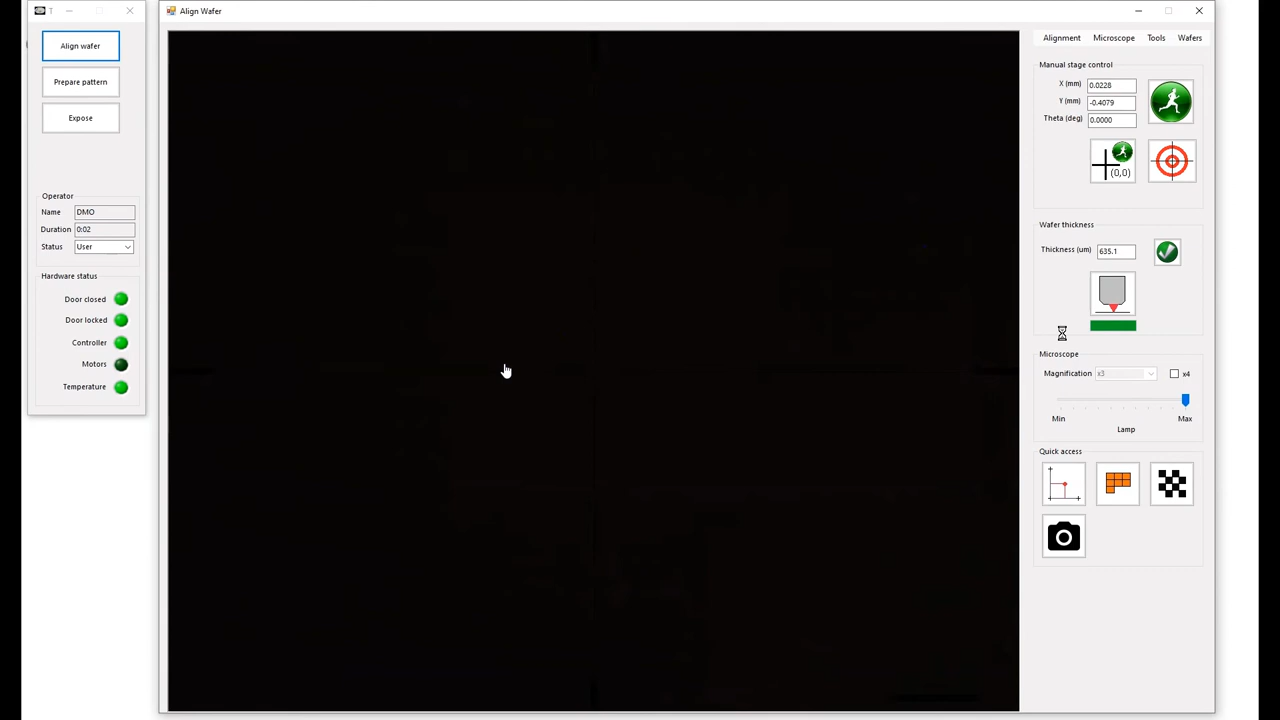 T
Align wafer
Prepare pattern
Expose
Operator
Name DMO
Duration 0:02
Status User
Hardware status
Door closed
Door locked
Controller
Motors
Temperature
Align Wafer
Alignment Microscope Tools Wafers
Manual stage control
X (mm) 0.0228
Y (mm) -0.4079
Theta (deg) 0.0000
(0,0)
Wafer thickness
Thickness (um) 635.1
Microscope
Magnification x3 x4
Min Max
Lamp
Quick access